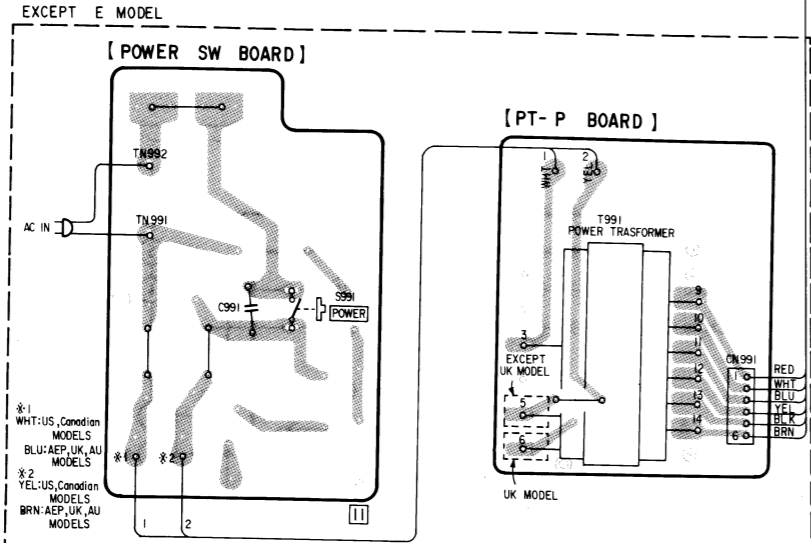 EXCEPT E MODEL
【POWER SW BOARD】
TN992
AC IN
TN991
C991
S991
POWER
※1
WHT:US,Canadian
MODELS
BLU:AEP,UK,AU
MODELS
※2
YEL:US,Canadian
MODELS
BRN:AEP,UK,AU
MODELS
※1
※2
1
2
11
【PT-P BOARD】
1
2
WHT
YEL
T991
POWER TRASFORMER
3
EXCEPT
UK MODEL
5
6
UK MODEL
9
10
11
12
13
14
CN991
1
6
RED
WHT
BLU
YEL
BLK
BRN